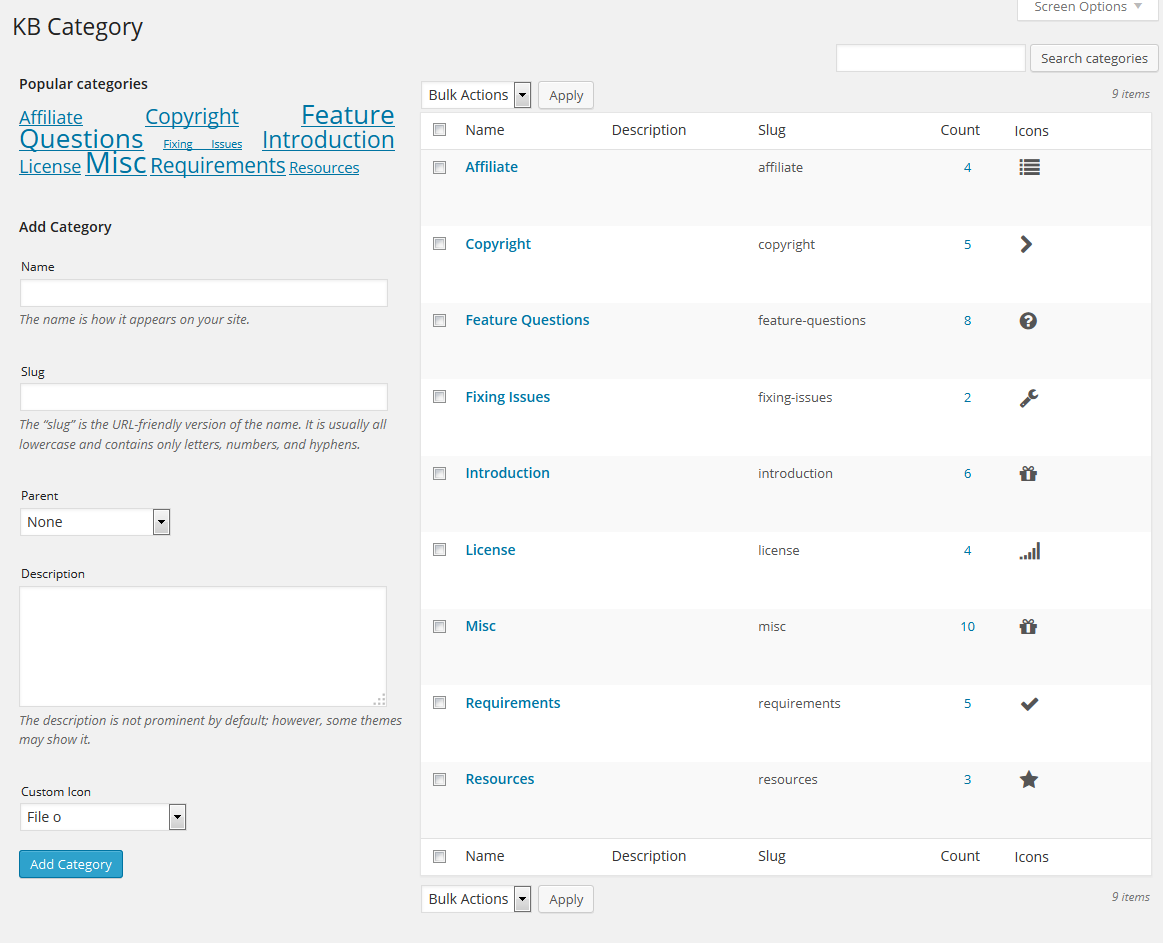 Screen Options
KB Category
Search categories
Popular categories
Affiliate Copyright Feature
Questions Fixing Issues Introduction
License Misc Requirements Resources
Add Category
Name
The name is how it appears on your site.
Slug
The “slug” is the URL-friendly version of the name. It is usually all
lowercase and contains only letters, numbers, and hyphens.
Parent
None
Description
The description is not prominent by default; however, some themes
may show it.
Custom Icon
File o
Add Category
Bulk Actions Apply 9 items
Name Description Slug Count Icons
Affiliate affiliate 4
Copyright copyright 5
Feature Questions feature-questions 8
Fixing Issues fixing-issues 2
Introduction introduction 6
License license 4
Misc misc 10
Requirements requirements 5
Resources resources 3
Name Description Slug Count Icons
Bulk Actions Apply 9 items